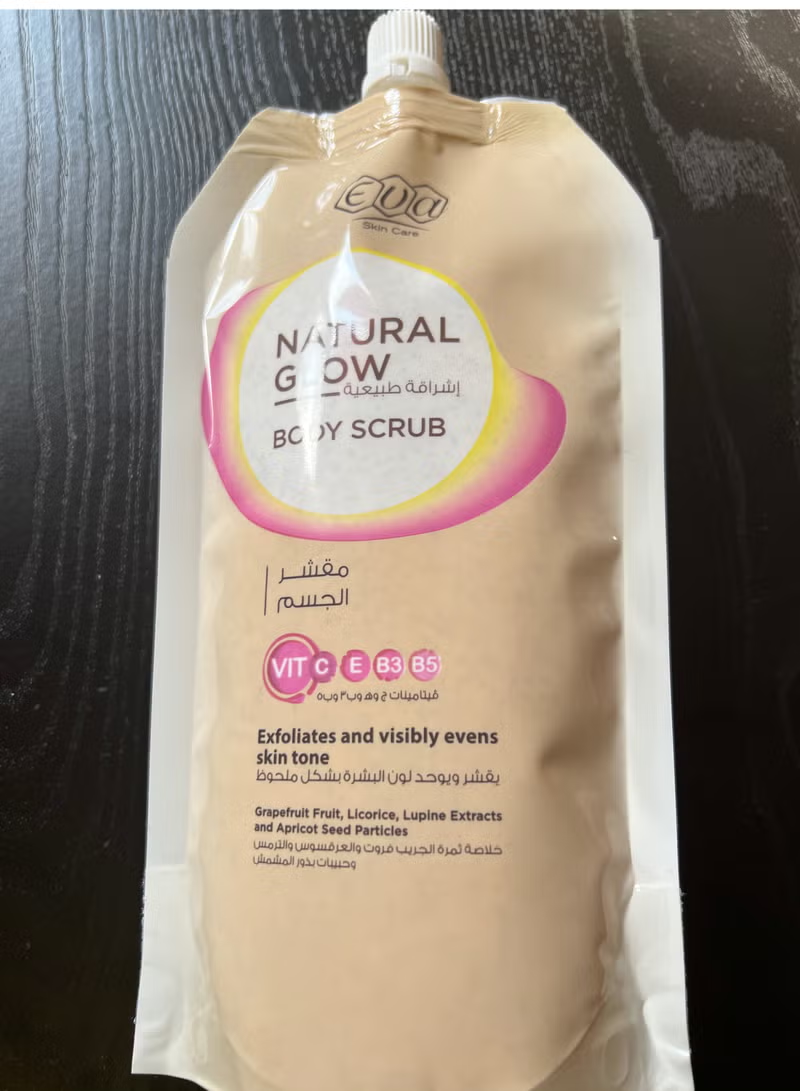 Eva
Skin Care
NATURAL
GLOW
إشراقة طبيعية
BODY SCRUB
مقشر
الجسم
VIT C E B3 B5
فيتامينات ج وهـ وب٣ وب٥
Exfoliates and visibly evens
skin tone
يقشر ويوحد لون البشرة بشكل ملحوظ
Grapefruit Fruit, Licorice, Lupine Extracts
and Apricot Seed Particles
خلاصة ثمرة الجريب فروت والعرقسوس والترمس
وحبيبات بذور المشمش